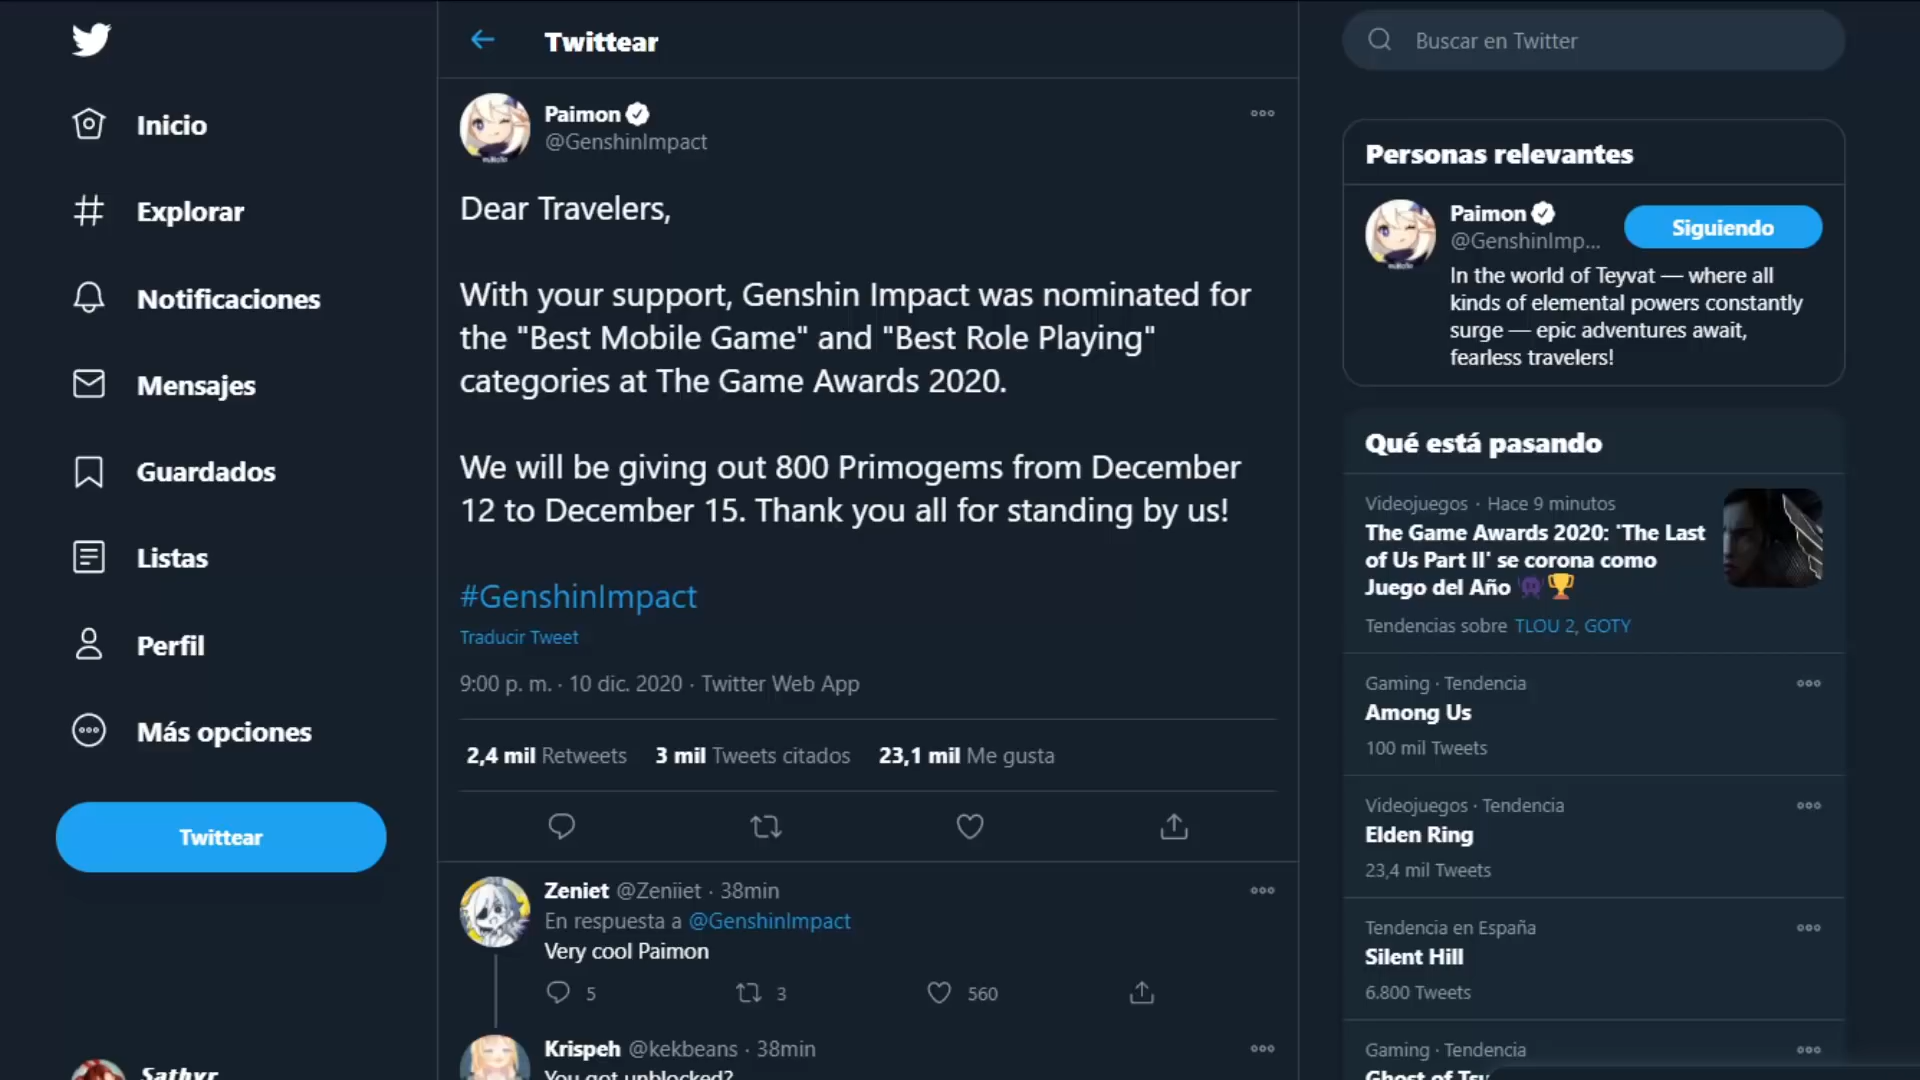 Inicio
Explorar
Notificaciones
Mensajes
Guardados
Listas
Perfil
Más opciones
Twittear
Sathyr
Twittear
Paimon
@GenshinImpact
Dear Travelers,
With your support, Genshin Impact was nominated for
the "Best Mobile Game" and "Best Role Playing"
categories at The Game Awards 2020.
We will be giving out 800 Primogems from December
12 to December 15. Thank you all for standing by us!
#GenshinImpact
Traducir Tweet
9:00 p. m. · 10 dic. 2020 · Twitter Web App
2,4 mil Retweets 3 mil Tweets citados 23,1 mil Me gusta
Zeniet @Zeniiet · 38min
En respuesta a @GenshinImpact
Very cool Paimon
5 3 560
Krispeh @kekbeans · 38min
You got unblocked?
Buscar en Twitter
Personas relevantes
Paimon
@GenshinImp...
Siguiendo
In the world of Teyvat — where all
kinds of elemental powers constantly
surge — epic adventures await,
fearless travelers!
Qué está pasando
Videojuegos · Hace 9 minutos
The Game Awards 2020: 'The Last
of Us Part II' se corona como
Juego del Año
Tendencias sobre TLOU 2, GOTY
Gaming · Tendencia
Among Us
100 mil Tweets
Videojuegos · Tendencia
Elden Ring
23,4 mil Tweets
Tendencia en España
Silent Hill
6.800 Tweets
Gaming · Tendencia
Ghost of